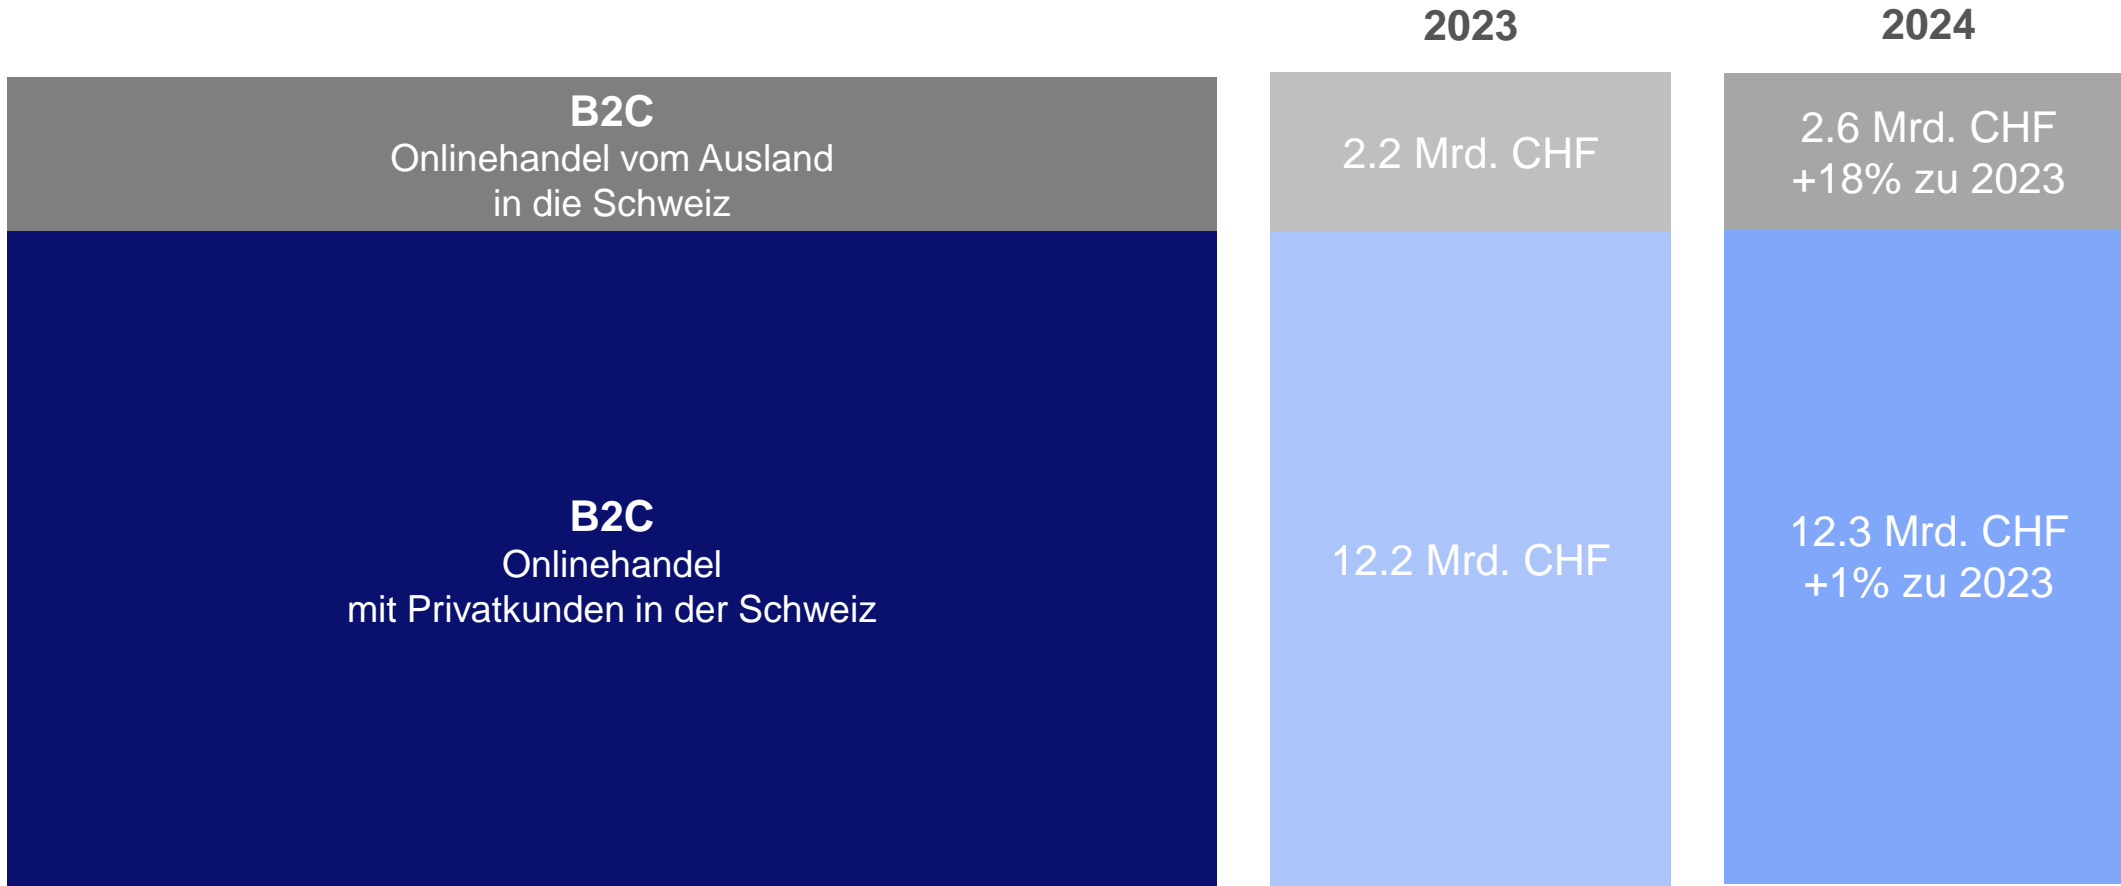 2023
2024
B2C
Onlinehandel vom Ausland
in die Schweiz
2.2 Mrd. CHF
2.6 Mrd. CHF
+18% zu 2023
B2C
Onlinehandel
mit Privatkunden in der Schweiz
12.2 Mrd. CHF
12.3 Mrd. CHF
+1% zu 2023